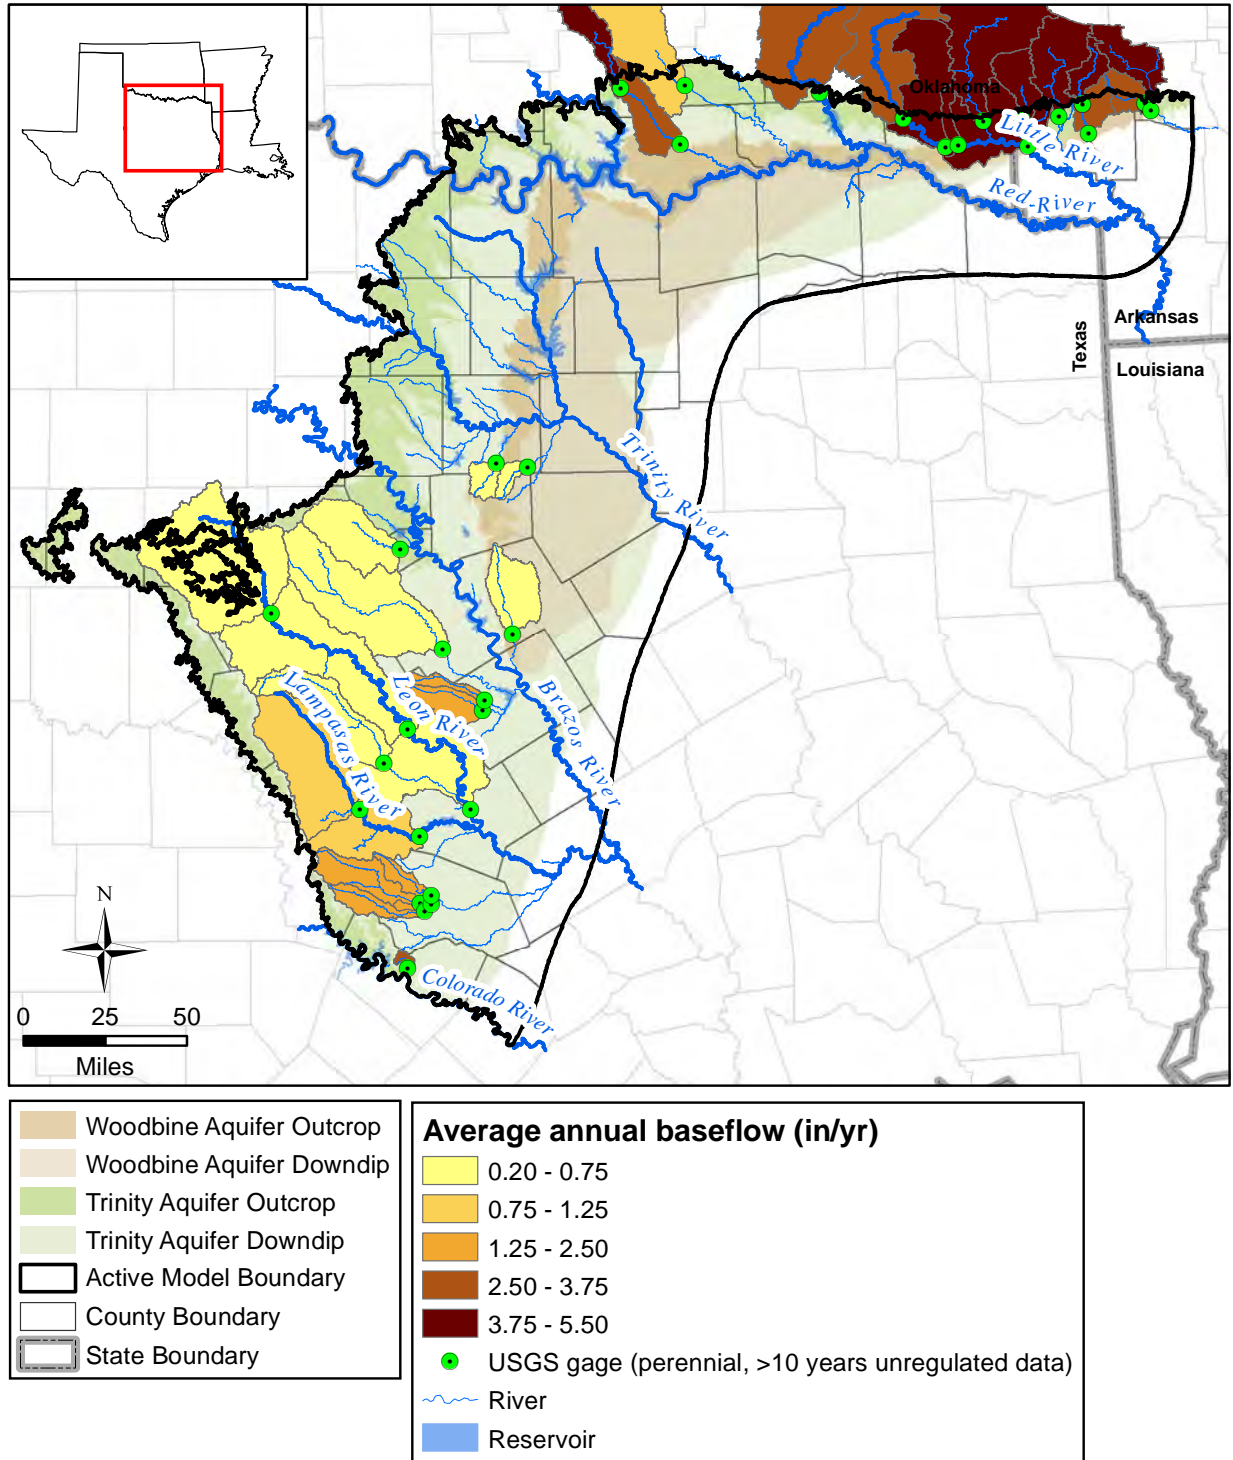 Oklahoma
Little River
Red River
Arkansas
Texas
Louisiana
Trinity River
Brazos River
Leon River
Lampasas River
Colorado River
N
0 25 50
Miles
Woodbine Aquifer Outcrop
Woodbine Aquifer Downdip
Trinity Aquifer Outcrop
Trinity Aquifer Downdip
Active Model Boundary
County Boundary
State Boundary
Average annual baseflow (in/yr)
0.20 - 0.75
0.75 - 1.25
1.25 - 2.50
2.50 - 3.75
3.75 - 5.50
USGS gage (perennial, >10 years unregulated data)
River
Reservoir